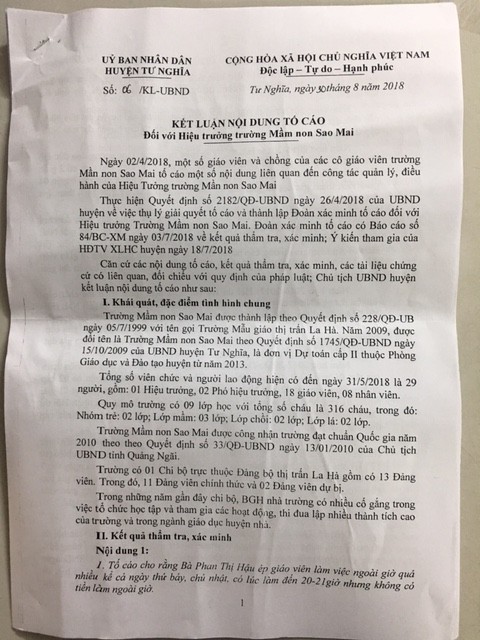 UỶ BAN NHÂN DÂN
HUYỆN TƯ NGHĨA
CỘNG HÒA XÃ HỘI CHỦ NGHĨA VIỆT NAM
Độc lập – Tự do – Hạnh phúc
Số: 06 /KL-UBND
Tư Nghĩa, ngày 30 tháng 8 năm 2018
KẾT LUẬN NỘI DUNG TỐ CÁO
Đối với Hiệu trưởng trường Mầm non Sao Mai
Ngày 02/4/2018, một số giáo viên và chồng của các cô giáo viên trường
Mần non Sao Mai tố cáo một số nội dung liên quan đến công tác quản lý, điều
hành của Hiệu Tưởng trường Mần non Sao Mai
Thực hiện Quyết định số 2182/QĐ-UBND ngày 26/4/2018 của UBND
huyện về việc thụ lý giải quyết tố cáo và thành lập Đoàn xác minh tố cáo đối với
Hiệu trưởng Trường Mầm non Sao Mai. Đoàn xác minh tố cáo có Báo cáo số
84/BC-XM ngày 03/7/2018 về kết quả thẩm tra, xác minh; Ý kiến tham gia của
HĐTV XLHC huyện ngày 18/7/2018
Căn cứ các nội dung tố cáo, kết quả thẩm tra, xác minh, các tài liệu chứng
cứ có liên quan, đối chiếu với quy định của pháp luật; Chủ tịch UBND huyện
kết luận nội dung tố cáo như sau:
I. Khái quát, đặc điểm tình hình chung
Trường Mầm non Sao Mai được thành lập theo Quyết định số 228/QĐ-UB
ngày 05/7/1999 với tên gọi Trường Mẫu giáo thị trấn La Hà. Năm 2009, được
đổi tên là Trường Mầm non Sao Mai theo Quyết định số 1745/QĐ-UBND ngày
15/10/2009 của UBND huyện Tư Nghĩa, là đơn vị Dự toán cấp II thuộc Phòng
Giáo dục và Đào tạo huyện từ năm 2013.
Tổng số viên chức và người lao động hiện có đến ngày 31/5/2018 là 29
người, gồm: 01 Hiệu trưởng, 02 Phó hiệu trưởng, 18 giáo viên, 08 nhân viên.
Quy mô trường có 09 lớp học với tổng số cháu là 316 cháu, trong đó:
Nhóm trẻ: 02 lớp; Lớp mầm: 03 lớp; Lớp chồi: 02 lớp; Lớp lá: 02 lớp.
Trường Mầm non Sao Mai được công nhận trường đạt chuẩn Quốc gia năm
2010 theo theo Quyết định số 33/QĐ-UBND ngày 13/01/2010 của Chủ tịch
UBND tỉnh Quảng Ngãi.
Trường có 01 Chi bộ trực thuộc Đảng bộ thị trấn La Hà gồm có 13 Đảng
viên. Trong đó, 11 Đảng viên chính thức và 02 Đảng viên dự bị.
Trong những năm gần đây chi bộ, BGH nhà trường có nhiều cố gắng trong
việc tổ chức học tập và tham gia các hoạt động, thi đua lập nhiều thành tích cao
của trường và trong ngành giáo dục huyện nhà.
II. Kết quả thẩm tra, xác minh
Nội dung 1:
1. Tố cáo cho rằng Bà Phan Thị Hậu ép giáo viên làm việc ngoài giờ quá
nhiều kể cả ngày thứ bảy, chủ nhật, có lúc làm đến 20-21giờ nhưng không có
tiền làm ngoài giờ.
1